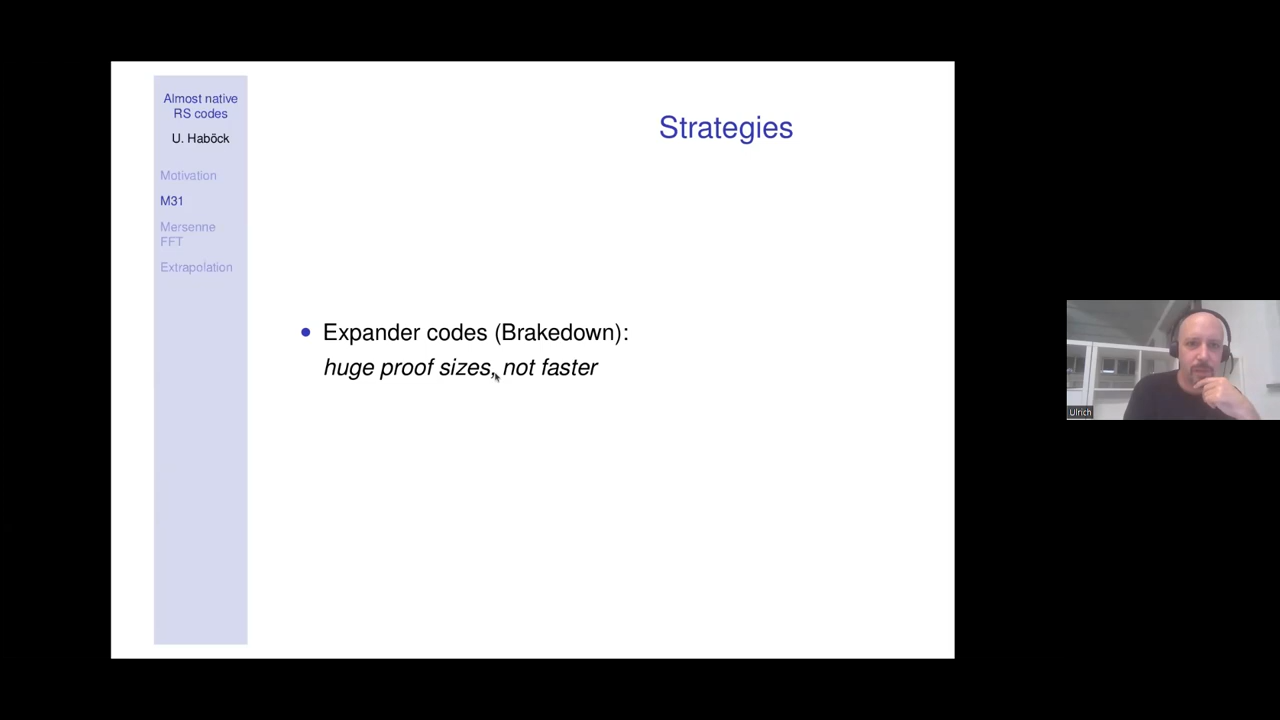 Almost native
RS codes
U. Haböck
Motivation
M31
Mersenne
FFT
Extrapolation
Strategies
Expander codes (Brakedown):
huge proof sizes, not faster
Ulrich